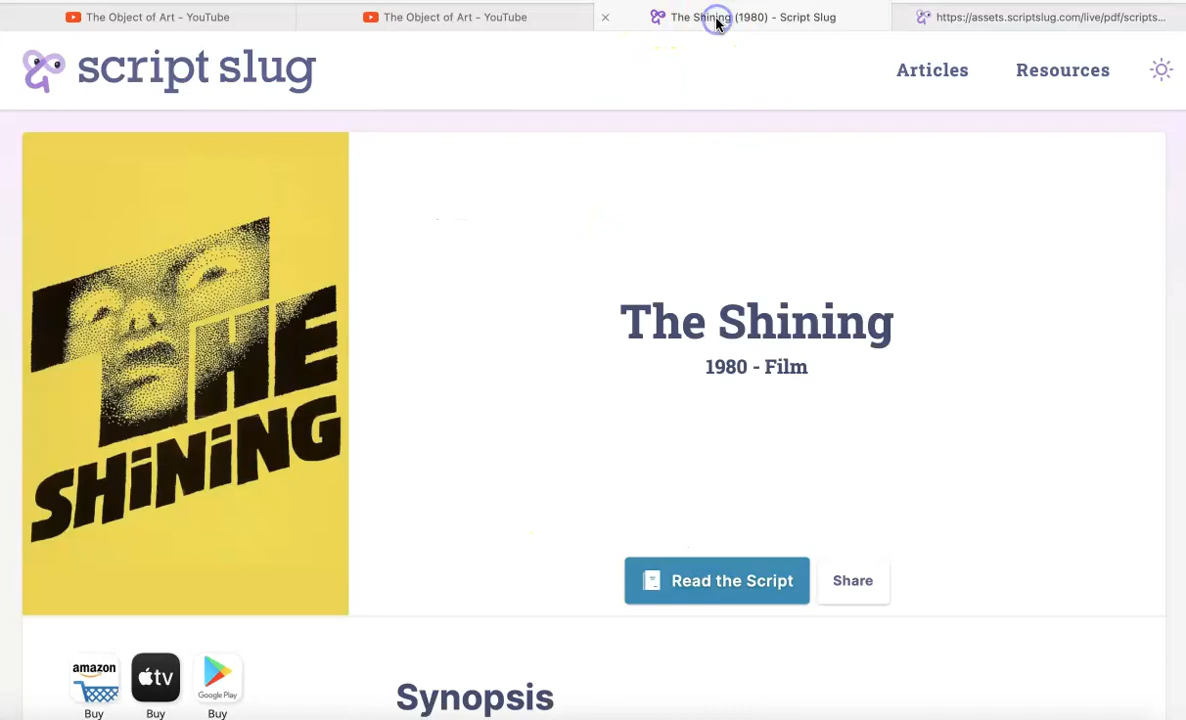 The Object of Art - YouTube
The Object of Art - YouTube
The Shining (1980) - Script Slug
https://assets.scriptslug.com/live/pdf/scripts...
script slug
Articles
Resources
THE
SHiNiNG
The Shining
1980 - Film
Read the Script
Share
amazon
tv
Google Play
Buy
Buy
Buy
Synopsis